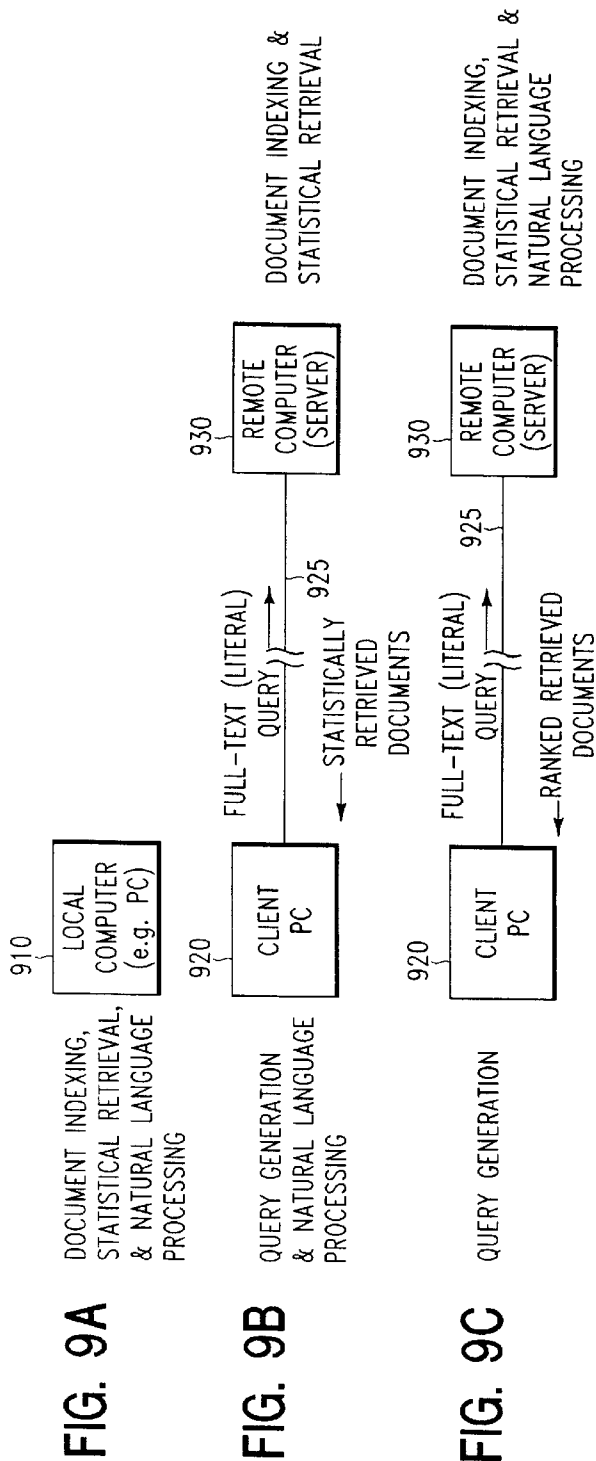 FIG. 9A
DOCUMENT INDEXING,
STATISTICAL RETRIEVAL,
& NATURAL LANGUAGE
PROCESSING
910
LOCAL
COMPUTER
(e.g. PC)
FIG. 9B
QUERY GENERATION
& NATURAL LANGUAGE
PROCESSING
920
CLIENT
PC
FULL-TEXT (LITERAL)
QUERY
STATISTICALLY
RETRIEVED
DOCUMENTS
925
930
REMOTE
COMPUTER
(SERVER)
DOCUMENT INDEXING &
STATISTICAL RETRIEVAL
FIG. 9C
QUERY GENERATION
920
CLIENT
PC
FULL-TEXT (LITERAL)
QUERY
RANKED RETRIEVED
DOCUMENTS
925
930
REMOTE
COMPUTER
(SERVER)
DOCUMENT INDEXING,
STATISTICAL RETRIEVAL &
NATURAL LANGUAGE
PROCESSING